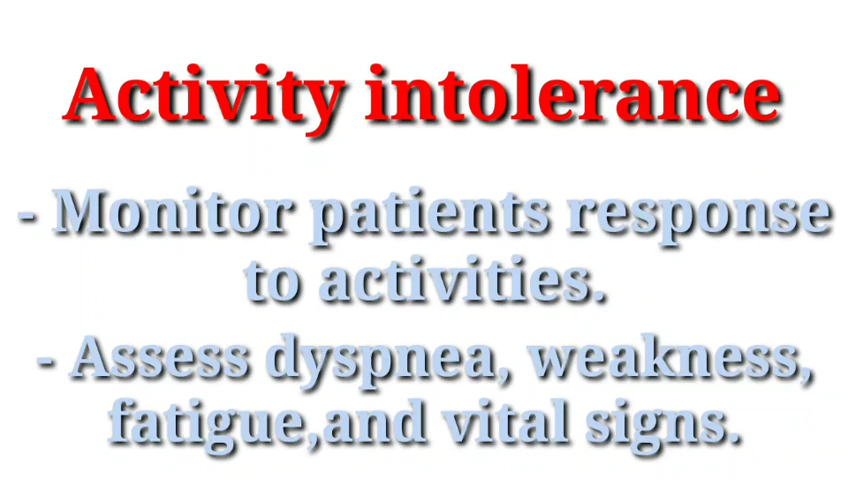 Activity intolerance
- Monitor patients response
to activities.
- Assess dyspnea, weakness,
fatigue,and vital signs.